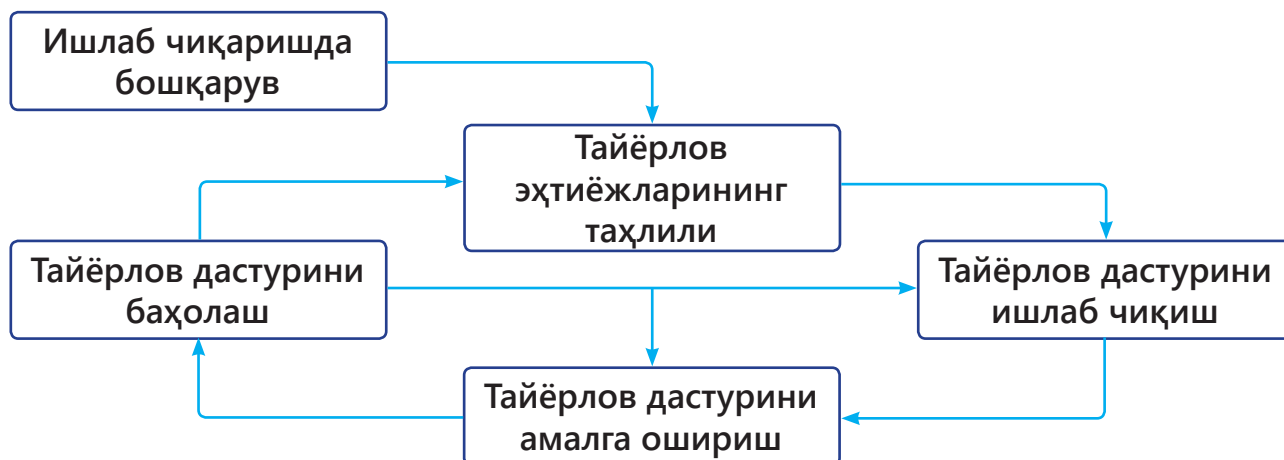 Ишлаб чиқаришда
бошқарув
Тайёрлов
эҳтиёжларининг
таҳлили
Тайёрлов дастурини
баҳолаш
Тайёрлов дастурини
ишлаб чиқиш
Тайёрлов дастурини
амалга ошириш